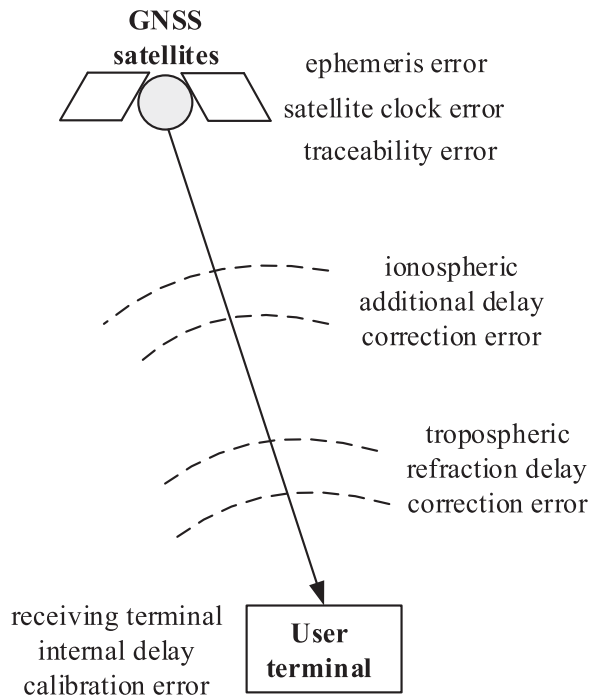 GNSS
satellites
ephemeris error
satellite clock error
traceability error
ionospheric
additional delay
correction error
tropospheric
refraction delay
correction error
receiving terminal
internal delay
calibration error
User
terminal